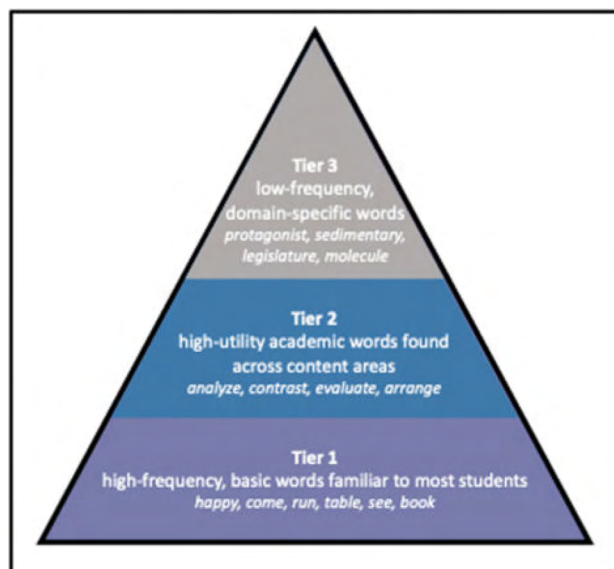 Tier 3
low-frequency,
domain-specific words
protagonist, sedimentary,
legislature, molecule
Tier 2
high-utility academic words found
across content areas
analyze, contrast, evaluate, arrange
Tier 1
high-frequency, basic words familiar to most students
happy, come, run, table, see, book